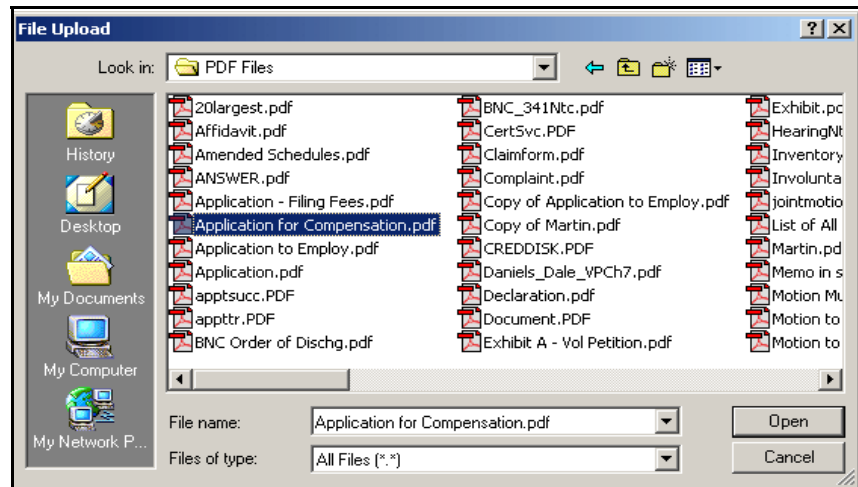 File Upload
Look in: PDF Files
History
Desktop
My Documents
My Computer
My Network P...
20largest.pdf
Affidavit.pdf
Amended Schedules.pdf
ANSWER.pdf
Application - Filing Fees.pdf
Application for Compensation.pdf
Application to Employ.pdf
Application.pdf
apptsucc.PDF
appttr.PDF
BNC Order of Dischg.pdf
BNC_341Ntc.pdf
CertSvc.PDF
Claimform.pdf
Complaint.pdf
Copy of Application to Employ.pdf
Copy of Martin.pdf
CREDDISK.PDF
Daniels_Dale_VPCh7.pdf
Declaration.pdf
Document.PDF
Exhibit A - Vol Petition.pdf
Exhibit.pd
HearingNt
Inventory
Involunta
jointmotio
List of All
Martin.pd
Memo in s
Motion Mu
Motion to
Motion to
File name: Application for Compensation.pdf Open
Files of type: All Files (*.*) Cancel